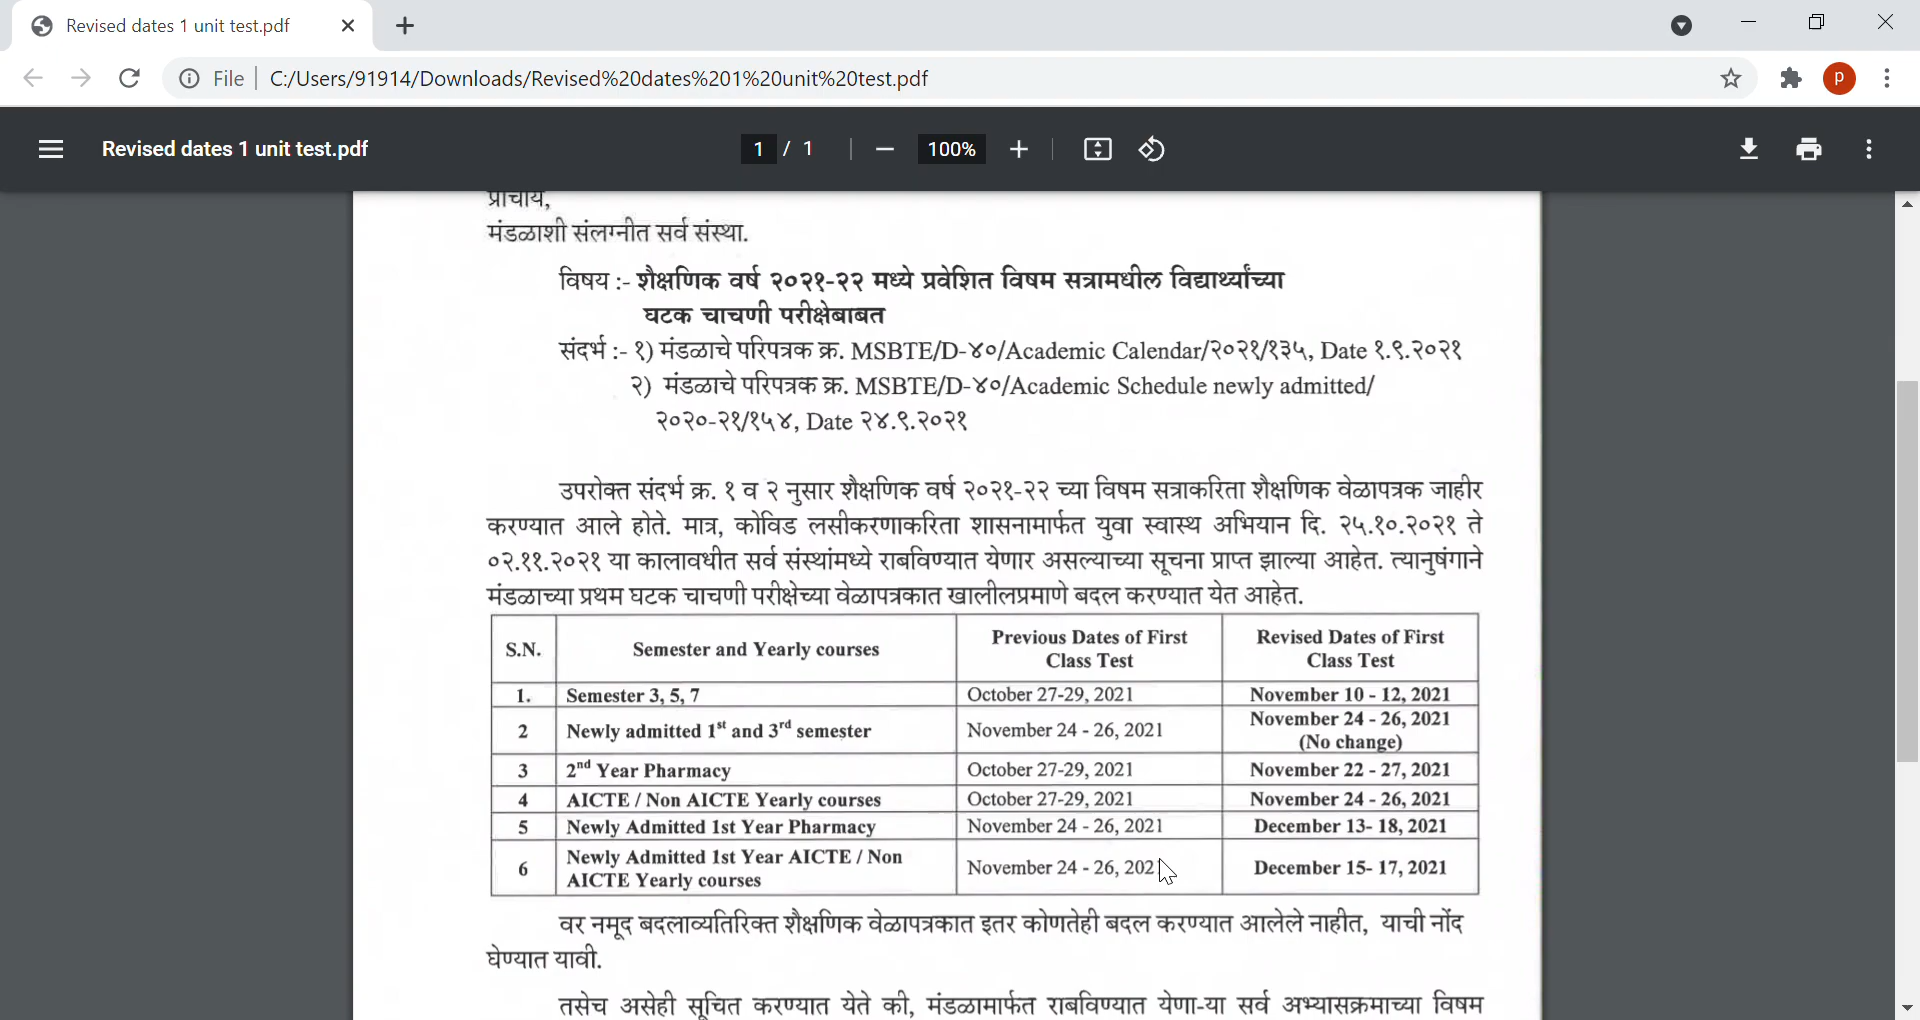 Revised dates 1 unit test.pdf
File
C:/Users/91914/Downloads/Revised%20dates%201%20unit%20test.pdf
p
Revised dates 1 unit test.pdf
1 / 1
100%
प्राचार्य,
मंडळाशी संलग्नीत सर्व संस्था.
विषय :- शैक्षणिक वर्ष २०२१-२२ मध्ये प्रवेशित विषम सत्रामधील विद्यार्थ्यांच्या
घटक चाचणी परीक्षेबाबत
संदर्भ :- १) मंडळाचे परिपत्रक क्र. MSBTE/D-४०/Academic Calendar/२०२१/१३५, Date १.९.२०२१
२) मंडळाचे परिपत्रक क्र. MSBTE/D-४०/Academic Schedule newly admitted/
२०२०-२१/१५४, Date २४.९.२०२१
उपरोक्त संदर्भ क्र. १ व २ नुसार शैक्षणिक वर्ष २०२१-२२ च्या विषम सत्राकरिता शैक्षणिक वेळापत्रक जाहीर
करण्यात आले होते. मात्र, कोविड लसीकरणाकरिता शासनामार्फत युवा स्वास्थ अभियान दि. २५.१०.२०२१ ते
०२.११.२०२१ या कालावधीत सर्व संस्थांमध्ये राबविण्यात येणार असल्याच्या सूचना प्राप्त झाल्या आहेत. त्यानुषंगाने
मंडळाच्या प्रथम घटक चाचणी परीक्षेच्या वेळापत्रकात खालीलप्रमाणे बदल करण्यात येत आहेत.
S.N. Semester and Yearly courses Previous Dates of First Class Test Revised Dates of First Class Test
1. Semester 3, 5, 7 October 27-29, 2021 November 10 - 12, 2021
2 Newly admitted 1st and 3rd semester November 24 - 26, 2021 November 24 - 26, 2021 (No change)
3 2nd Year Pharmacy October 27-29, 2021 November 22 - 27, 2021
4 AICTE / Non AICTE Yearly courses October 27-29, 2021 November 24 - 26, 2021
5 Newly Admitted 1st Year Pharmacy November 24 - 26, 2021 December 13- 18, 2021
6 Newly Admitted 1st Year AICTE / Non AICTE Yearly courses November 24 - 26, 2021 December 15- 17, 2021
वर नमूद बदलाव्यतिरिक्त शैक्षणिक वेळापत्रकात इतर कोणतेही बदल करण्यात आलेले नाहीत, याची नोंद
घेण्यात यावी.
तसेच असेही सूचित करण्यात येते की, मंडळामार्फत राबविण्यात येणा-या सर्व अभ्यासक्रमाच्या विषम